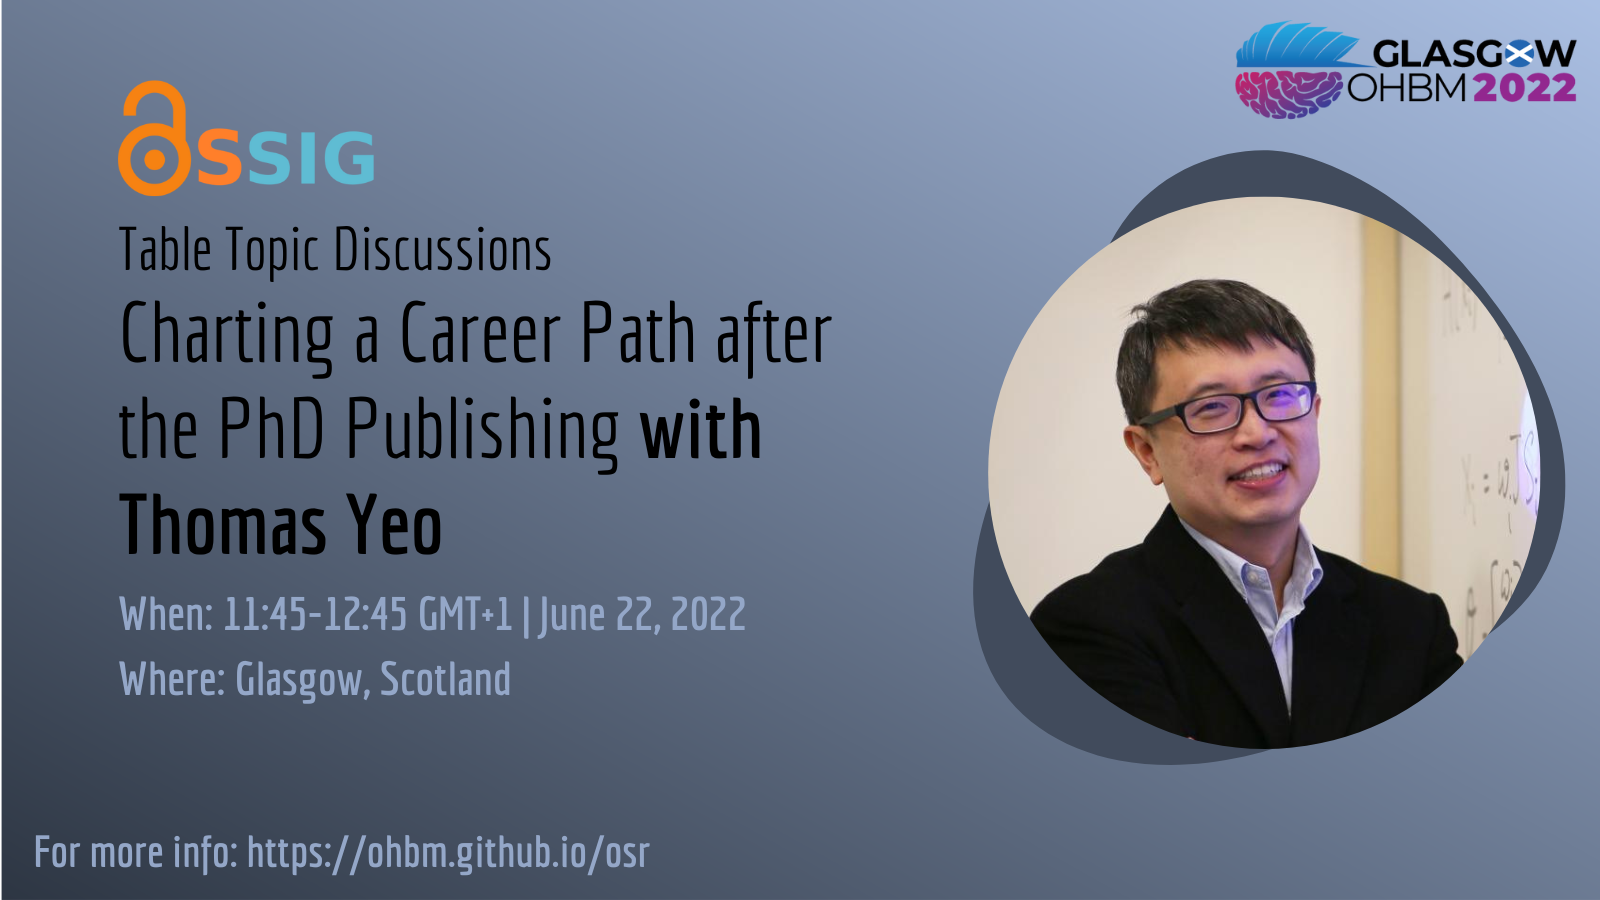 GLASGOW
OHBM 2022
OSSIG
Table Topic Discussions
Charting a Career Path after
the PhD Publishing with
Thomas Yeo
When: 11:45-12:45 GMT+1 | June 22, 2022
Where: Glasgow, Scotland
For more info: https://ohbm.github.io/osr